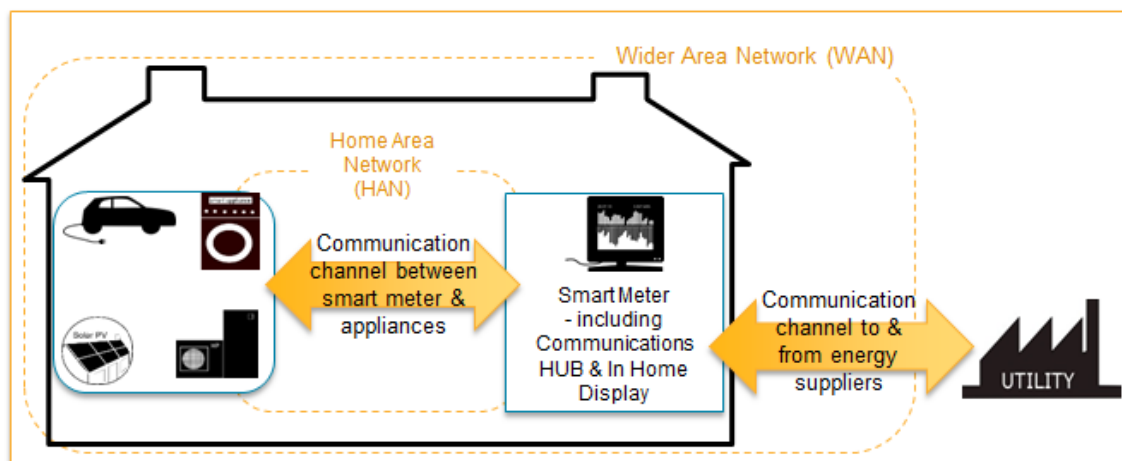 Wider Area Network (WAN)
Home Area
Network
(HAN)
Communication
channel between
smart meter &
appliances
Solar PV
Smart Meter
- including
Communications
HUB & In Home
Display
Communication
channel to &
from energy
suppliers
UTILITY